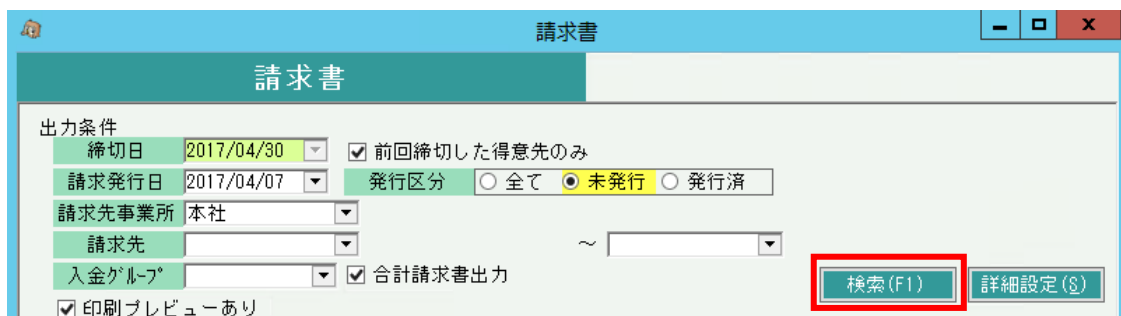 請求書
請求書
出力条件
締切日 2017/04/30 前回締切した得意先のみ
請求発行日 2017/04/07 発行区分 全て 未発行 発行済
請求先事業所 本社
請求先 ～
入金ｸﾞﾙｰﾌﾟ 合計請求書出力
検索(F1) 詳細設定(S)
印刷プレビューあり